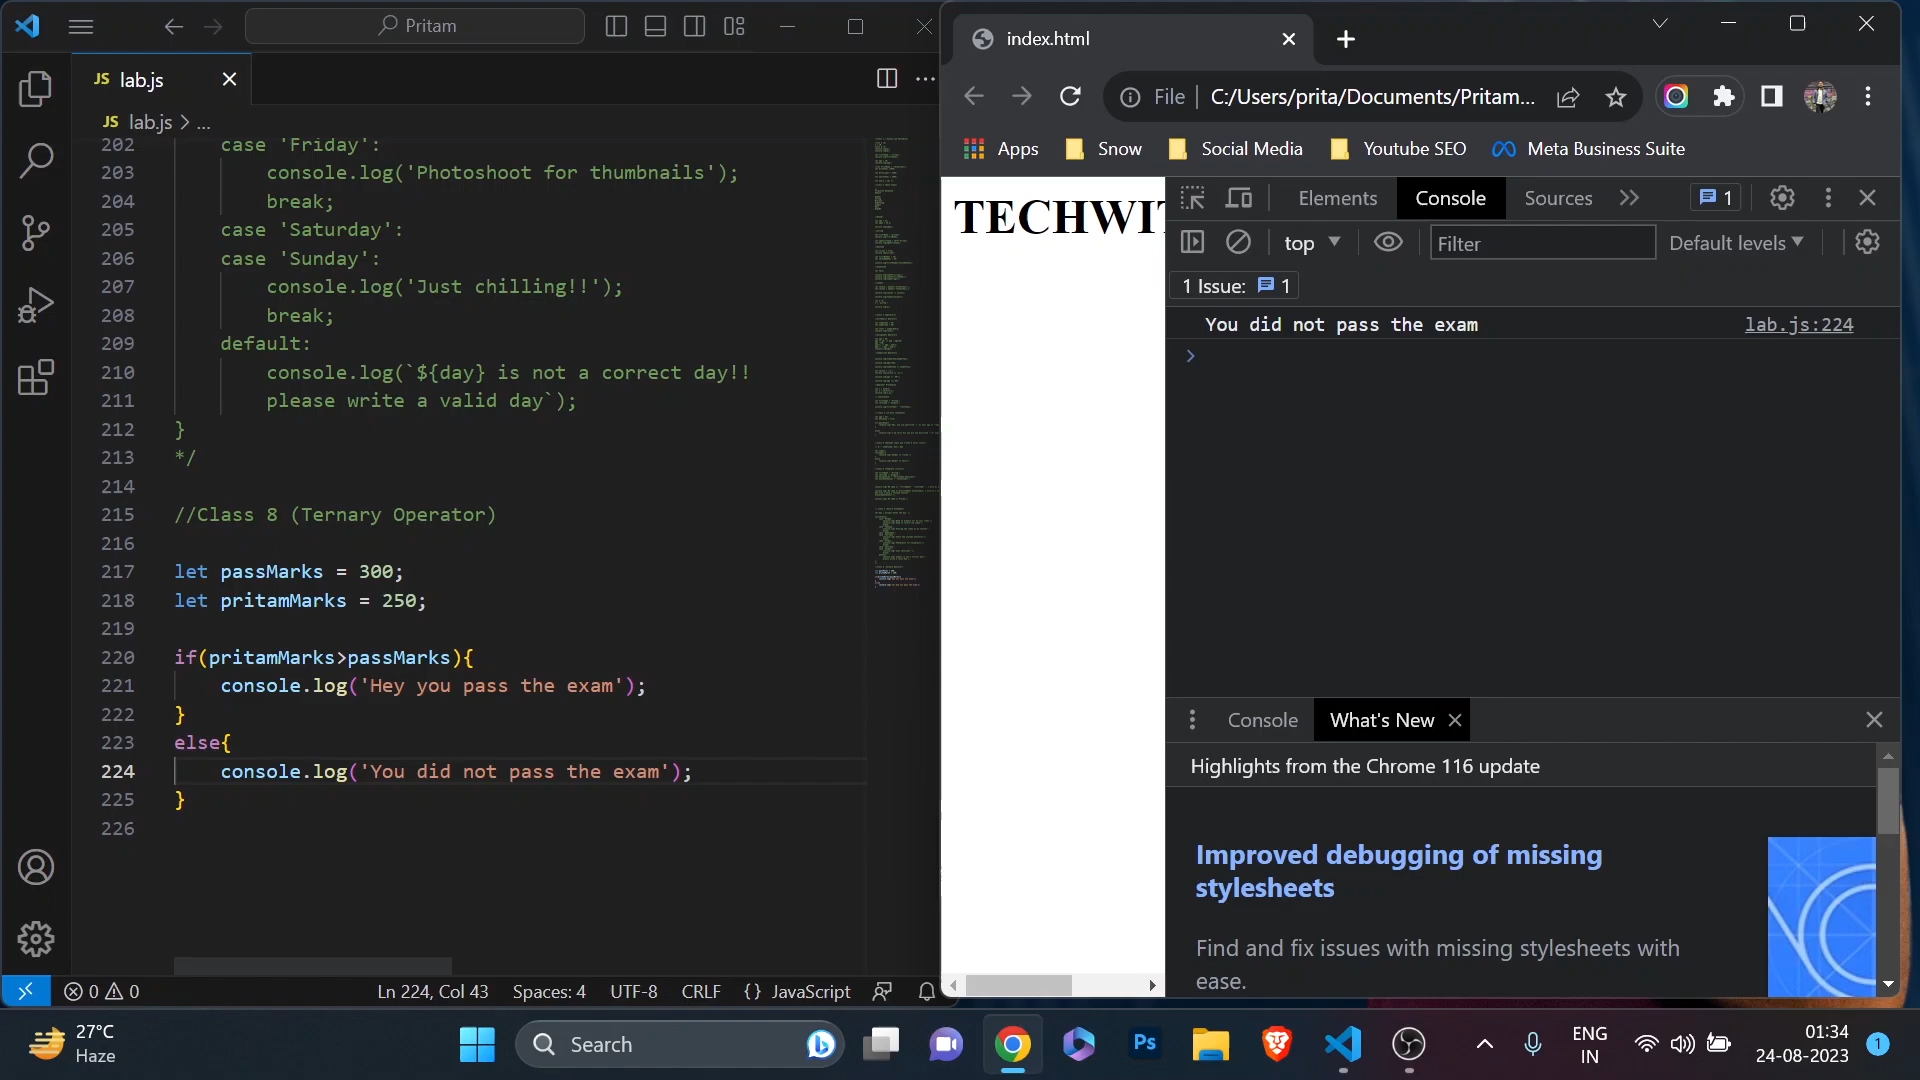 Pritam
JS lab.js
JS lab.js > ...
202 case 'Friday':
203 console.log('Photoshoot for thumbnails');
204 break;
205 case 'Saturday':
206 case 'Sunday':
207 console.log('Just chilling!!');
208 break;
209 default:
210 console.log(`${day} is not a correct day!!
211 please write a valid day`);
212 }
213 */
214
215 //Class 8 (Ternary Operator)
216
217 let passMarks = 300;
218 let pritamMarks = 250;
219
220 if(pritamMarks>passMarks){
221 console.log('Hey you pass the exam');
222 }
223 else{
224 console.log('You did not pass the exam');
225 }
226
0 0
Ln 224, Col 43 Spaces: 4 UTF-8 CRLF {} JavaScript
index.html
File C:/Users/prita/Documents/Pritam...
Apps Snow Social Media Youtube SEO Meta Business Suite
TECHWIT
Elements Console Sources 1
top Filter Default levels
1 Issue: 1
You did not pass the exam lab.js:224
Console What's New
Highlights from the Chrome 116 update
Improved debugging of missing
stylesheets
Find and fix issues with missing stylesheets with
ease.
27°C
Haze
Search
Ps
ENG
IN
01:34
24-08-2023
1